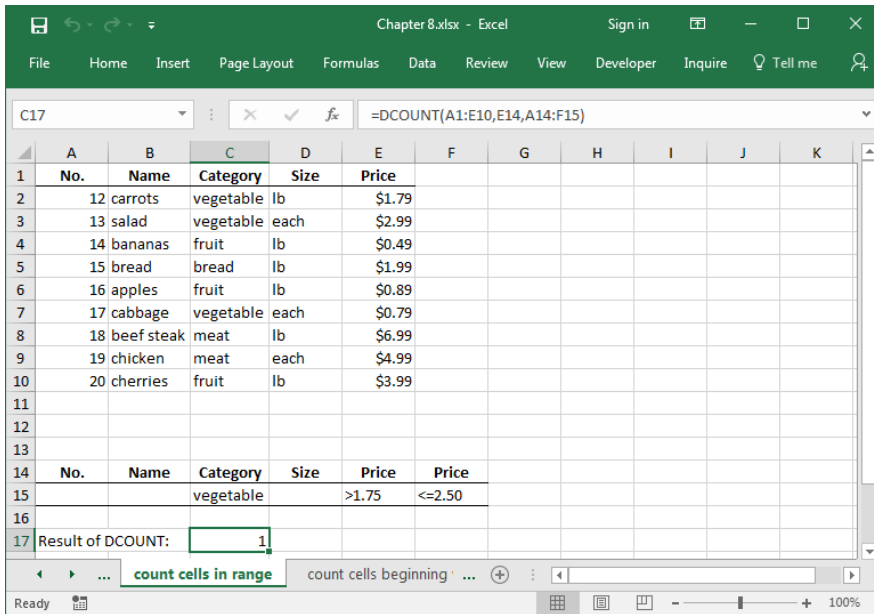 Chapter 8.xlsx - Excel Sign in
File Home Insert Page Layout Formulas Data Review View Developer Inquire Tell me
C17 fx =DCOUNT(A1:E10,E14,A14:F15)
A B C D E F G H I J K
1 No. Name Category Size Price
2 12 carrots vegetable lb $1.79
3 13 salad vegetable each $2.99
4 14 bananas fruit lb $0.49
5 15 bread bread lb $1.99
6 16 apples fruit lb $0.89
7 17 cabbage vegetable each $0.79
8 18 beef steak meat lb $6.99
9 19 chicken meat each $4.99
10 20 cherries fruit lb $3.99
11
12
13
14 No. Name Category Size Price Price
15 vegetable >1.75 <=2.50
16
17 Result of DCOUNT: 1
... count cells in range count cells beginning ...
Ready 100%